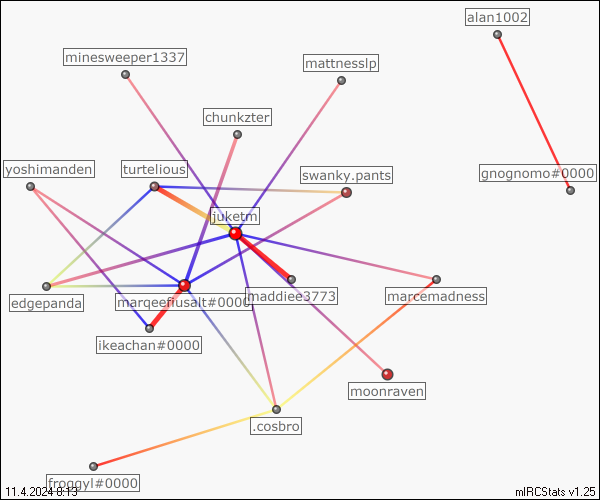 alan1002
minesweeper1337
mattnesslp
chunkzter
yoshimanden
turtelious
swanky.pants
gnognomo#0000
juketm
edgepanda
marqeefiusalt#0000
maddiee3773
marcemadness
ikeachan#0000
moonraven
.cosbro
froggyl#0000
11.4.2024 8:13
mIRCStats v1.25